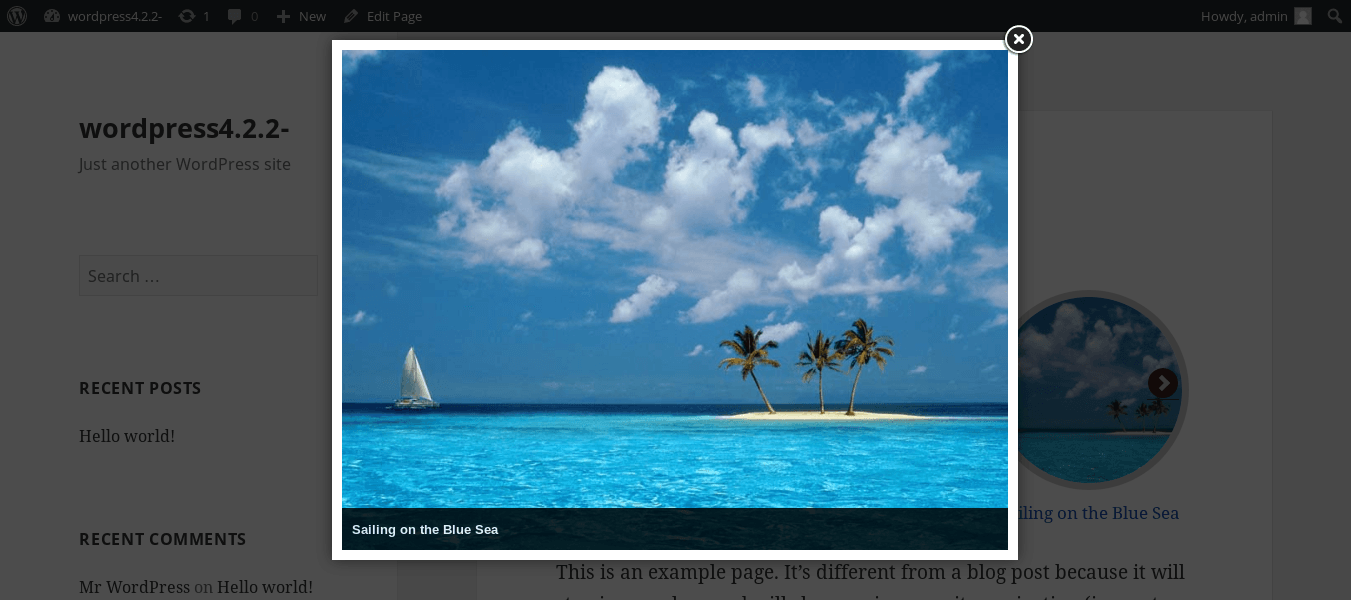 wordpress4.2.2- 1 0 New Edit Page Howdy, admin
wordpress4.2.2-
Just another WordPress site
Search …
RECENT POSTS
Hello world!
RECENT COMMENTS
Mr WordPress on Hello world!
Sailing on the Blue Sea
iling on the Blue Sea
This is an example page. It’s different from a blog post because it will